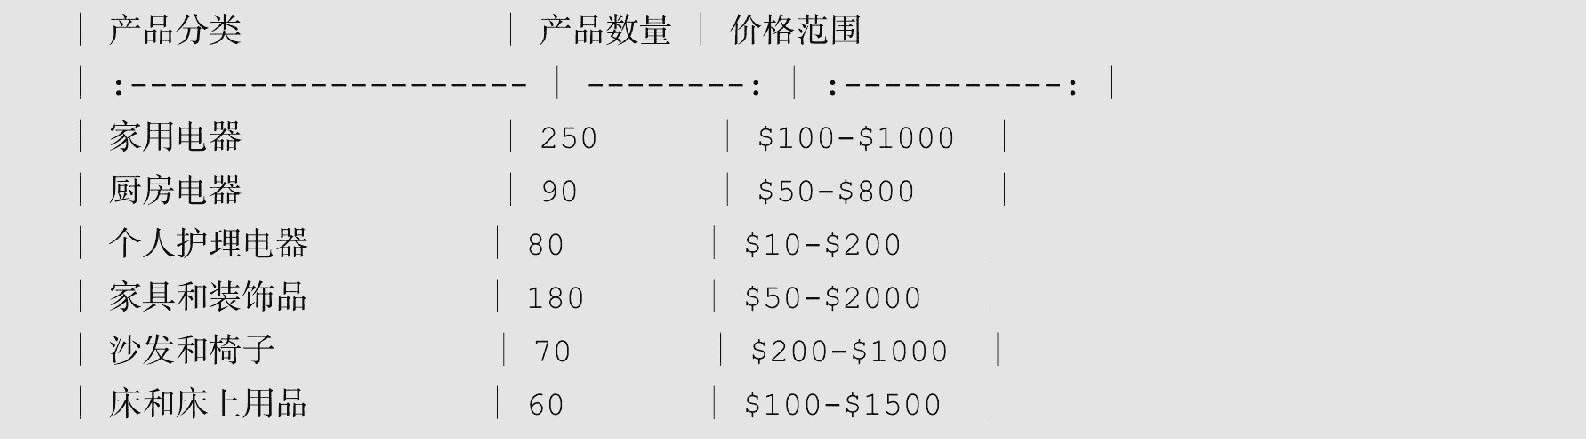 | 产品分类 | 产品数量 | 价格范围
| :-------------------- | --------: | :-----------: |
| 家用电器 | 250 | $100-$1000 |
| 厨房电器 | 90 | $50-$800 |
| 个人护理电器 | 80 | $10-$200
| 家具和装饰品 | 180 | $50-$2000
| 沙发和椅子 | 70 | $200-$1000 |
| 床和床上用品 | 60 | $100-$1500